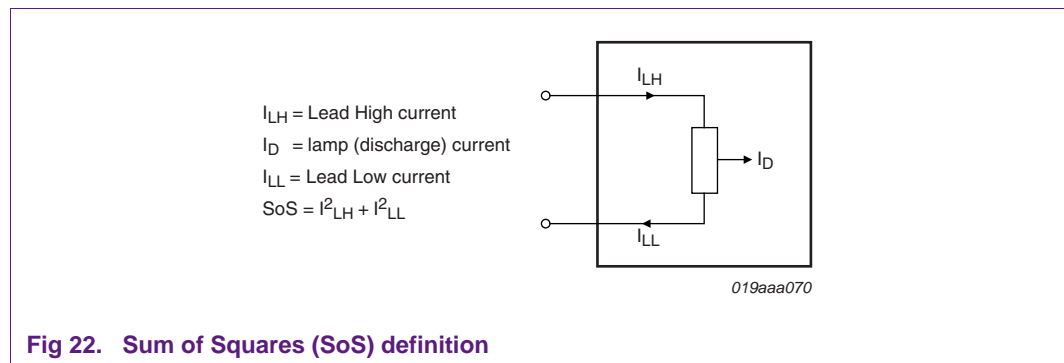 I_LH = Lead High current
I_D = lamp (discharge) current
I_LL = Lead Low current
SoS = I²_LH + I²_LL
I_LH
I_D
I_LL
019aaa070
Fig 22. Sum of Squares (SoS) definition